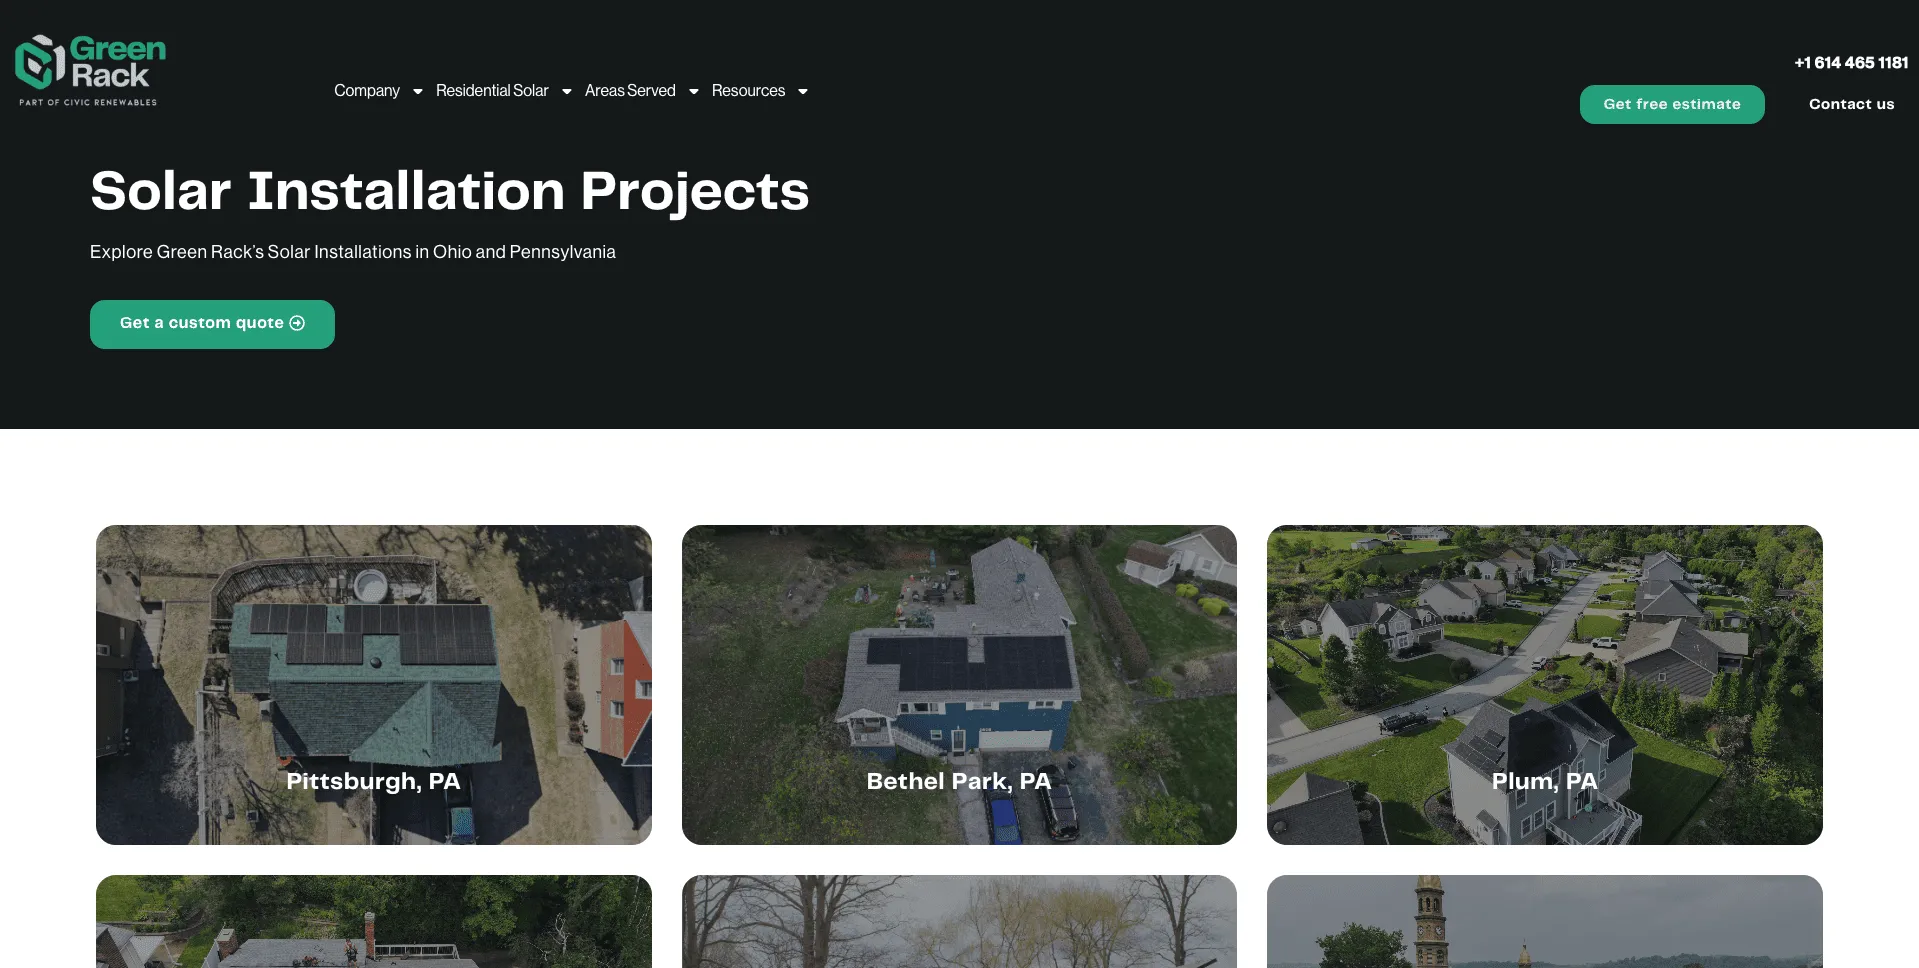 Green
Rack
PART OF CIVIC RENEWABLES
Company
Residential Solar
Areas Served
Resources
+1 614 465 1181
Get free estimate
Contact us
Solar Installation Projects
Explore Green Rack’s Solar Installations in Ohio and Pennsylvania
Get a custom quote
Pittsburgh, PA
Bethel Park, PA
Plum, PA